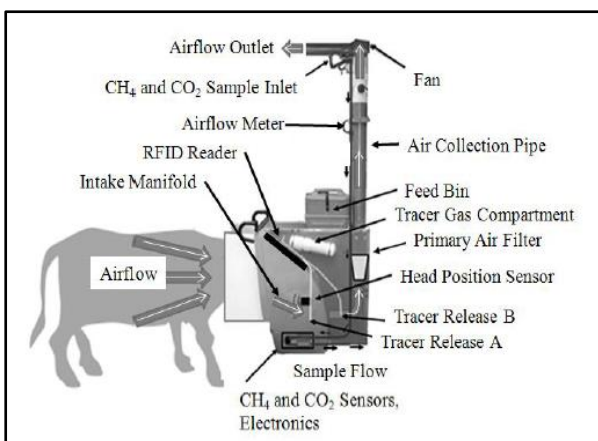 Airflow Outlet
CH₄ and CO₂ Sample Inlet
Fan
Airflow Meter
RFID Reader
Air Collection Pipe
Intake Manifold
Feed Bin
Tracer Gas Compartment
Primary Air Filter
Airflow
Head Position Sensor
Tracer Release B
Tracer Release A
Sample Flow
CH₄ and CO₂ Sensors,
Electronics